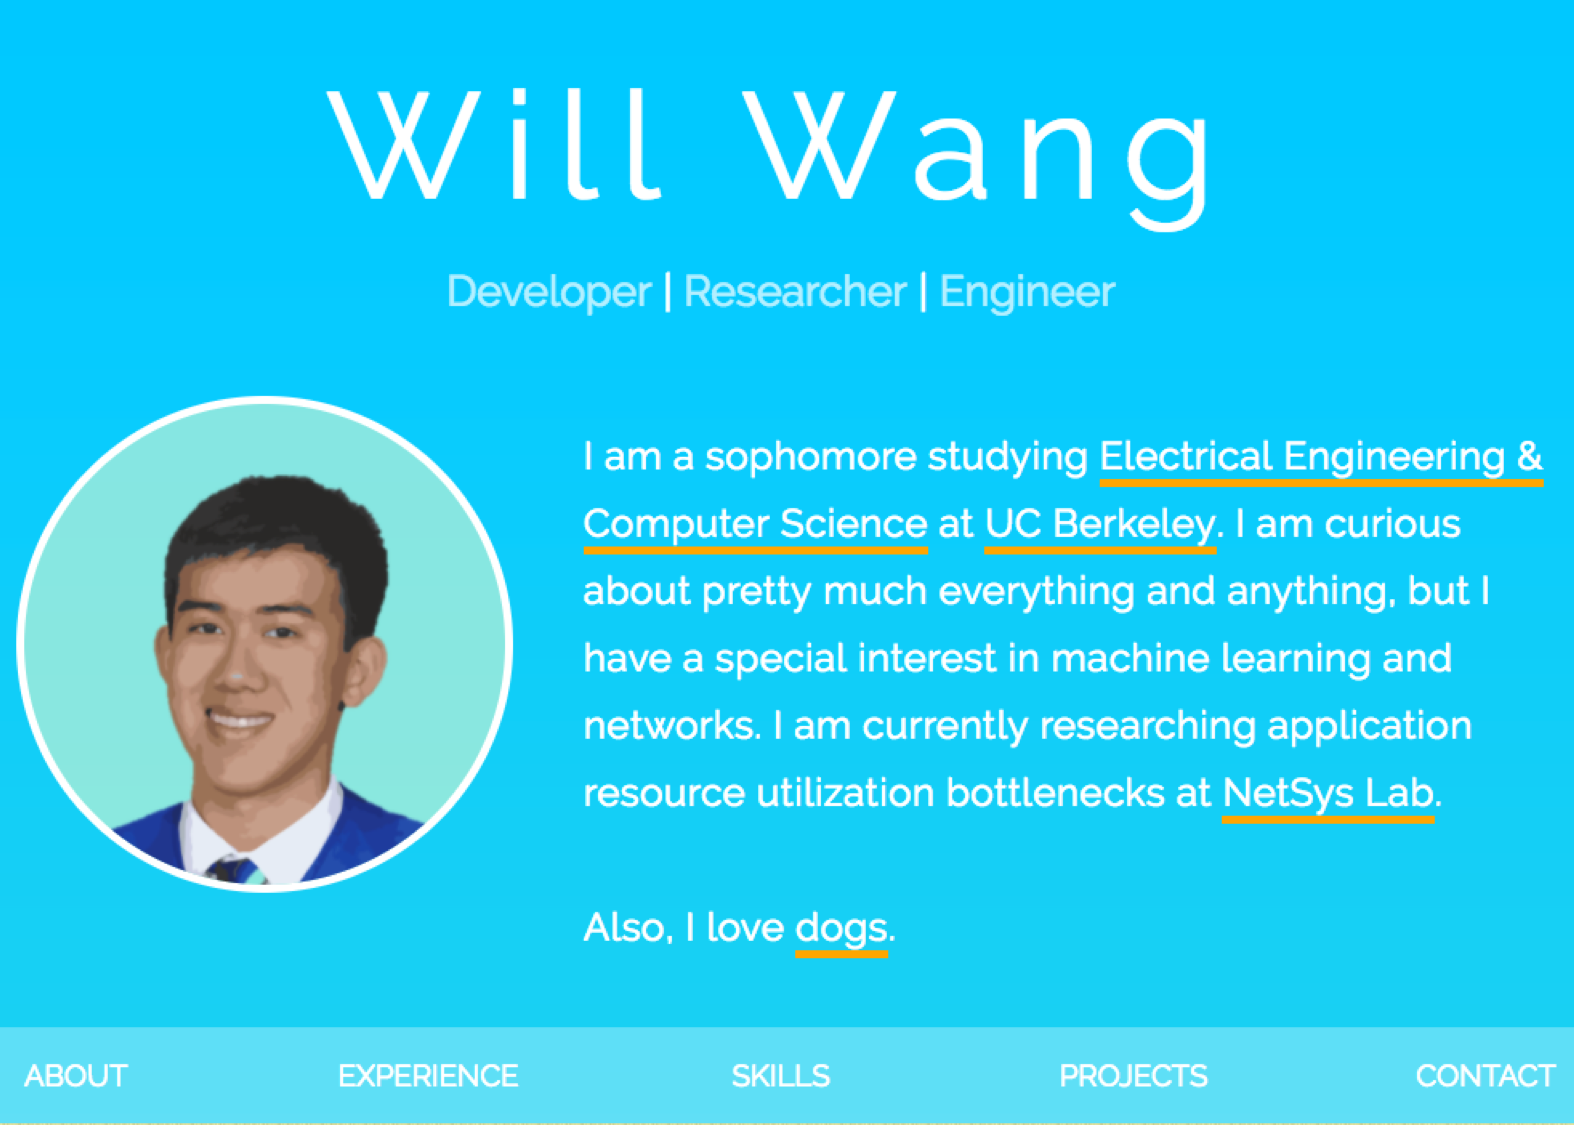 Will Wang
Developer | Researcher | Engineer
I am a sophomore studying Electrical Engineering &
Computer Science at UC Berkeley. I am curious
about pretty much everything and anything, but I
have a special interest in machine learning and
networks. I am currently researching application
resource utilization bottlenecks at NetSys Lab.
Also, I love dogs.
ABOUT EXPERIENCE SKILLS PROJECTS CONTACT